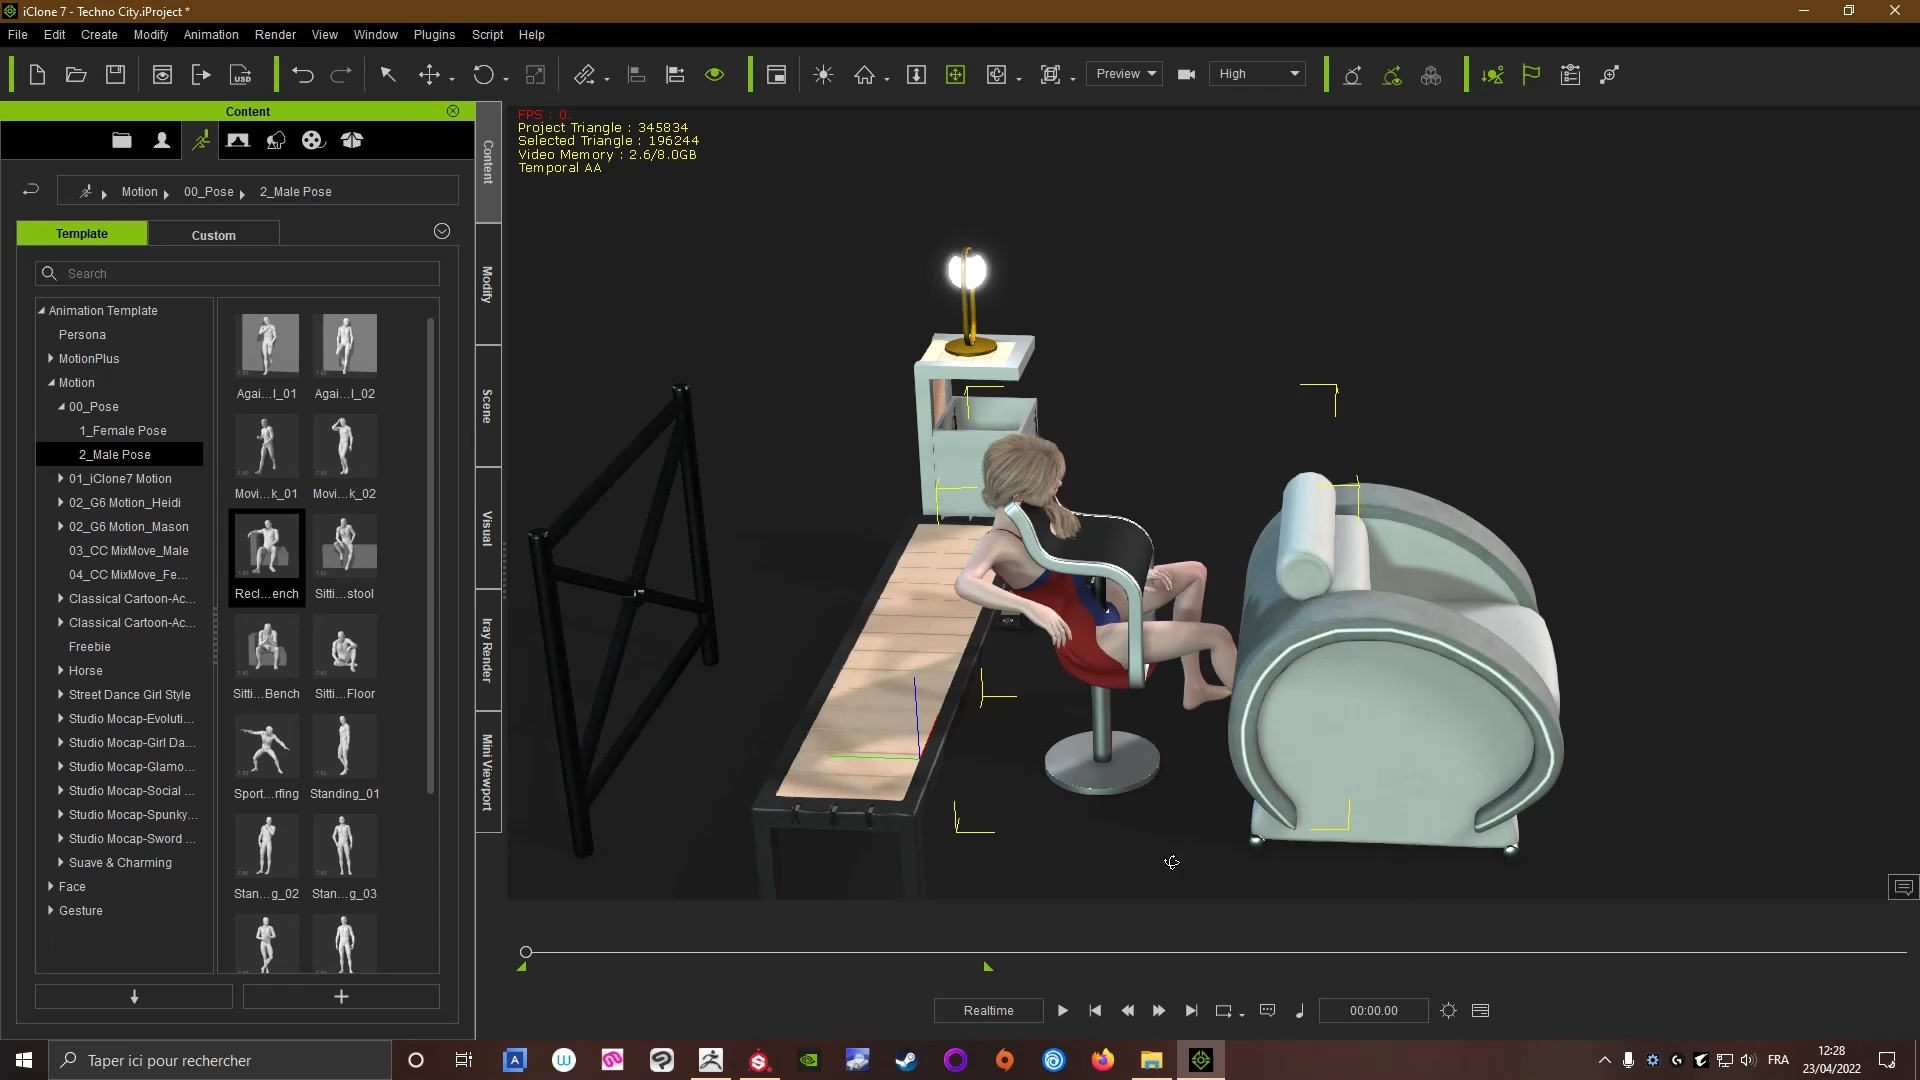 iClone 7 - Techno City.iProject *
File Edit Create Modify Animation Render View Window Plugins Script Help
USD
Preview High
Content
FPS : 0.
Project Triangle : 345834
Selected Triangle : 196244
Video Memory : 2.6/8.0GB
Temporal AA
Motion 00_Pose 2_Male Pose
Template Custom
Search
Animation Template
Persona
MotionPlus
Motion
00_Pose
1_Female Pose
2_Male Pose
01_iClone7 Motion
02_G6 Motion_Heidi
02_G6 Motion_Mason
03_CC MixMove_Male
04_CC MixMove_Fe...
Classical Cartoon-Ac...
Classical Cartoon-Ac...
Freebie
Horse
Street Dance Girl Style
Studio Mocap-Evoluti...
Studio Mocap-Girl Da...
Studio Mocap-Glamo...
Studio Mocap-Social ...
Studio Mocap-Spunky...
Studio Mocap-Sword ...
Suave & Charming
Face
Gesture
Agai...l_01 Agai...l_02
Movi...k_01 Movi...k_02
Recl...ench Sitti...stool
Sitti...Bench Sitti...Floor
Sport...rfing Standing_01
Stan...g_02 Stan...g_03
Content
Modify
Scene
Visual
Iray Render
Mini Viewport
Realtime 00:00.00
Taper ici pour rechercher
FRA
12:28
23/04/2022